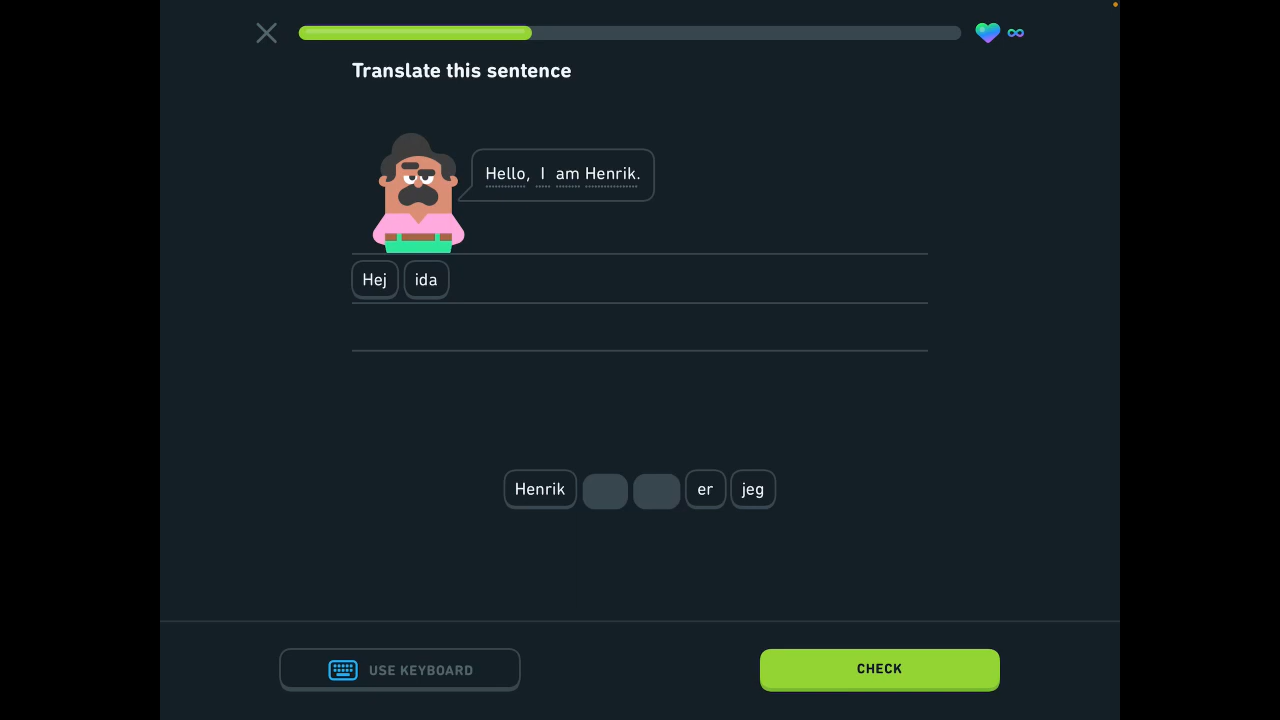 Translate this sentence
Hello, I am Henrik.
Hej ida
Henrik er jeg
USE KEYBOARD
CHECK